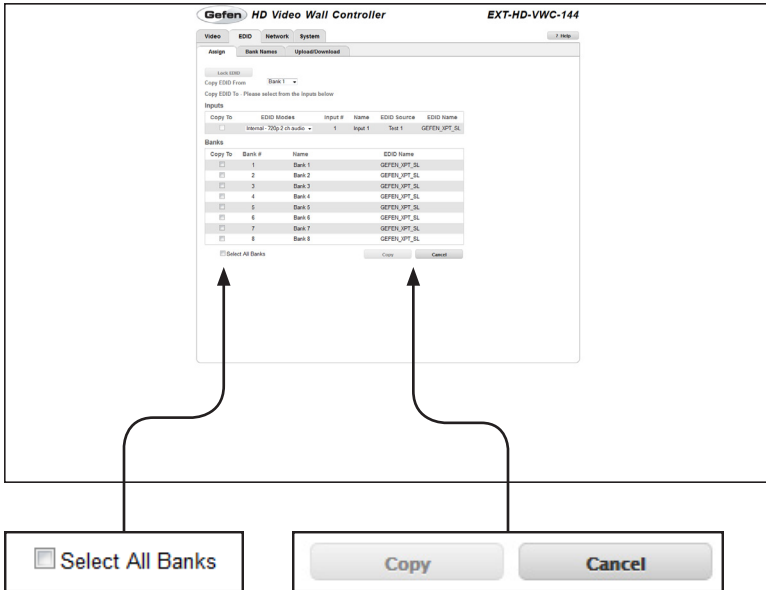 Gefen HD Video Wall Controller EXT-HD-VWC-144
Video EDID Network System ? Help
Assign Bank Names Upload/Download
Lock EDID
Copy EDID From Bank 1
Copy EDID To - Please select from the inputs below
Inputs
Copy To EDID Modes Input # Name EDID Source EDID Name
Internal - 720p 2 ch audio 1 Input 1 Test 1 GEFEN_XPT_SL
Banks
Copy To Bank # Name EDID Name
1 Bank 1 GEFEN_XPT_SL
2 Bank 2 GEFEN_XPT_SL
3 Bank 3 GEFEN_XPT_SL
4 Bank 4 GEFEN_XPT_SL
5 Bank 5 GEFEN_XPT_SL
6 Bank 6 GEFEN_XPT_SL
7 Bank 7 GEFEN_XPT_SL
8 Bank 8 GEFEN_XPT_SL
Select All Banks Copy Cancel
Select All Banks Copy Cancel